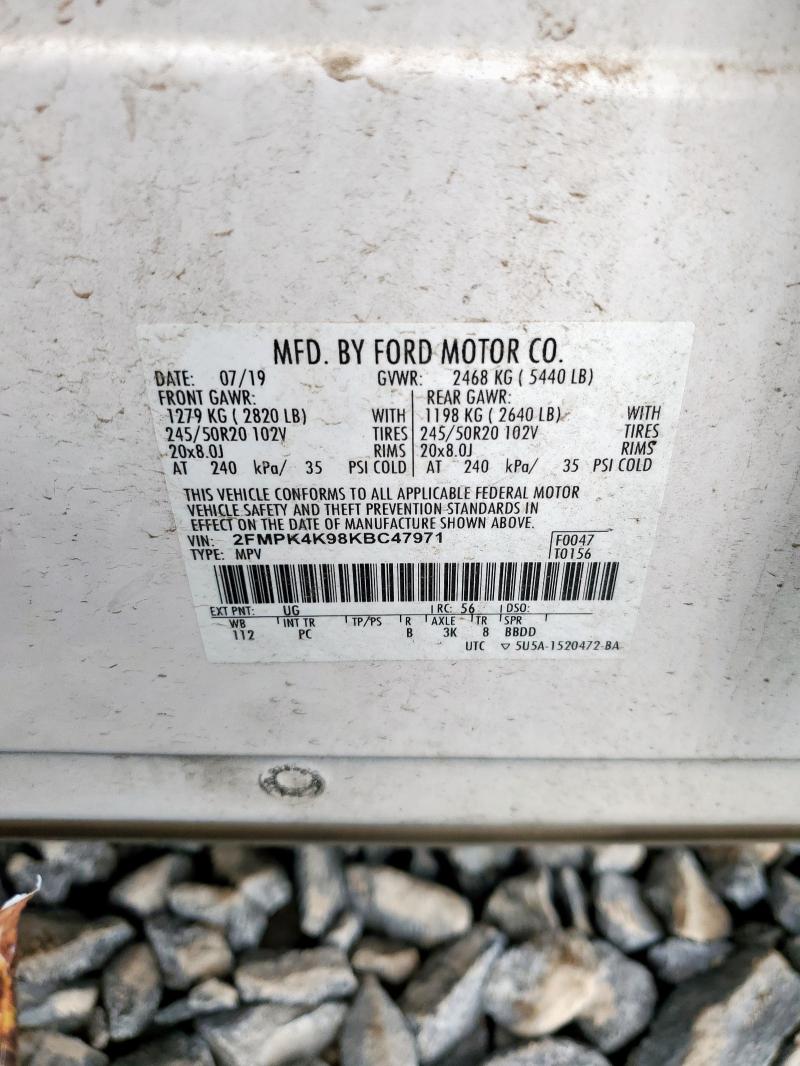 MFD. BY FORD MOTOR CO.
DATE: 07/19 GVWR: 2468 KG ( 5440 LB)
FRONT GAWR: REAR GAWR:
1279 KG ( 2820 LB) WITH 1198 KG ( 2640 LB) WITH
245/50R20 102V TIRES 245/50R20 102V TIRES
20x8.0J RIMS 20x8.0J RIMS
AT 240 kPa/ 35 PSI COLD AT 240 kPa/ 35 PSI COLD
THIS VEHICLE CONFORMS TO ALL APPLICABLE FEDERAL MOTOR
VEHICLE SAFETY AND THEFT PREVENTION STANDARDS IN
EFFECT ON THE DATE OF MANUFACTURE SHOWN ABOVE.
VIN: 2FMPK4K98KBC47971 F0047
TYPE: MPV T0156
EXT PNT: UG RC: 56 DSO:
WB INT TR TP/PS R AXLE TR SPR
112 PC B 3K 8 BBDD
UTC ▽ 5U5A-1520472-BA